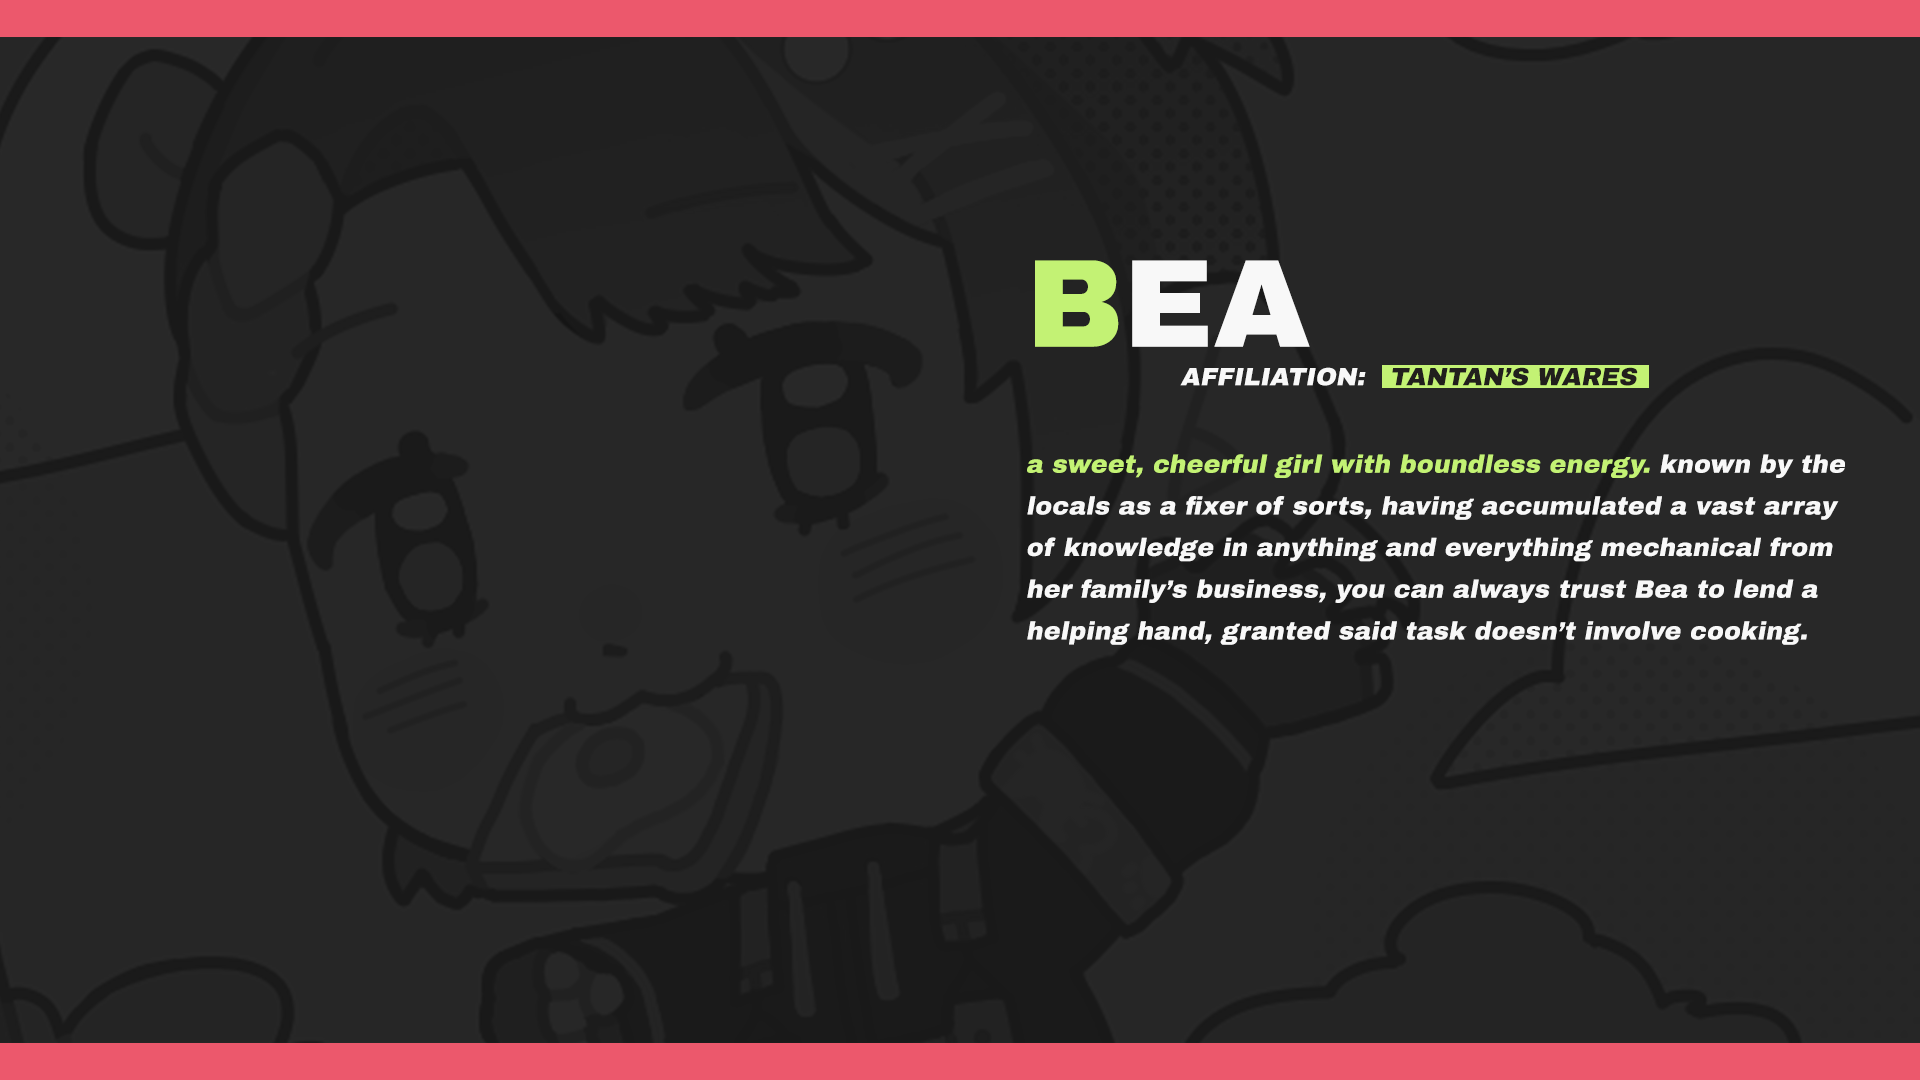 BEA
AFFILIATION: TANTAN’S WARES
a sweet, cheerful girl with boundless energy. known by the
locals as a fixer of sorts, having accumulated a vast array
of knowledge in anything and everything mechanical from
her family’s business, you can always trust Bea to lend a
helping hand, granted said task doesn’t involve cooking.